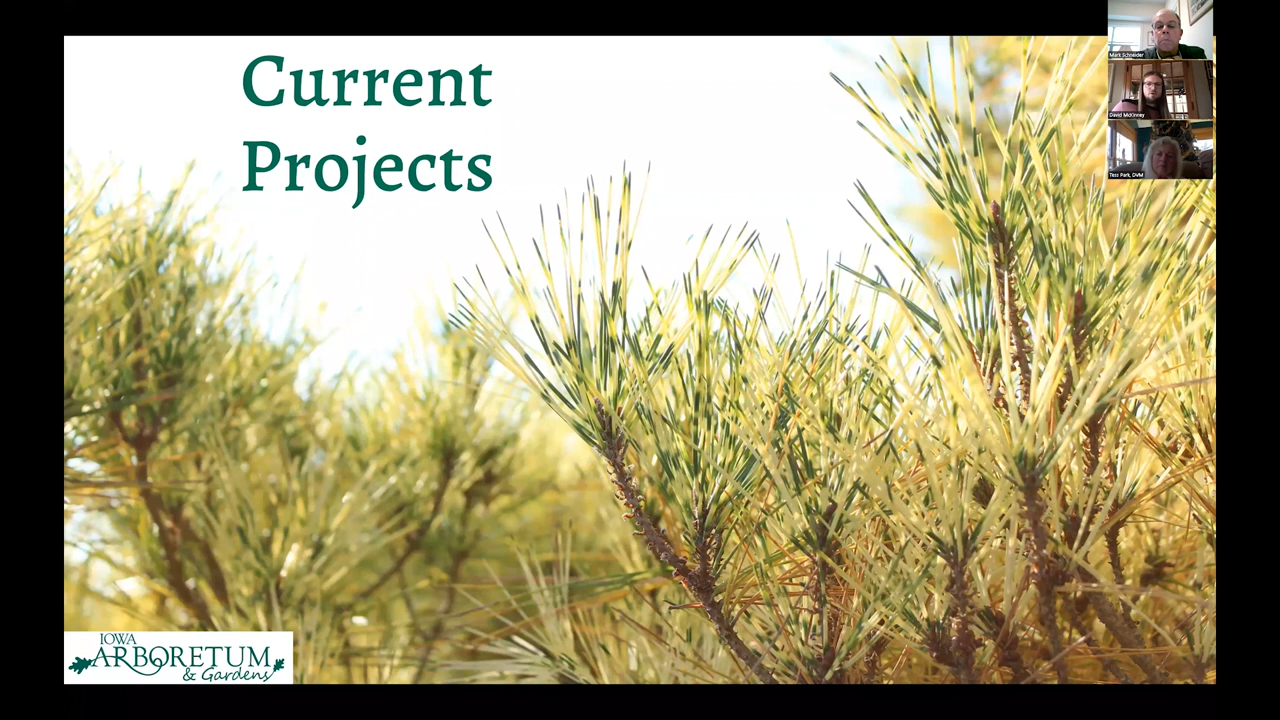 Current
Projects
Mark Schneider
David McKinney
Tess Park, DVM
IOWA
ARBORETUM
& Gardens